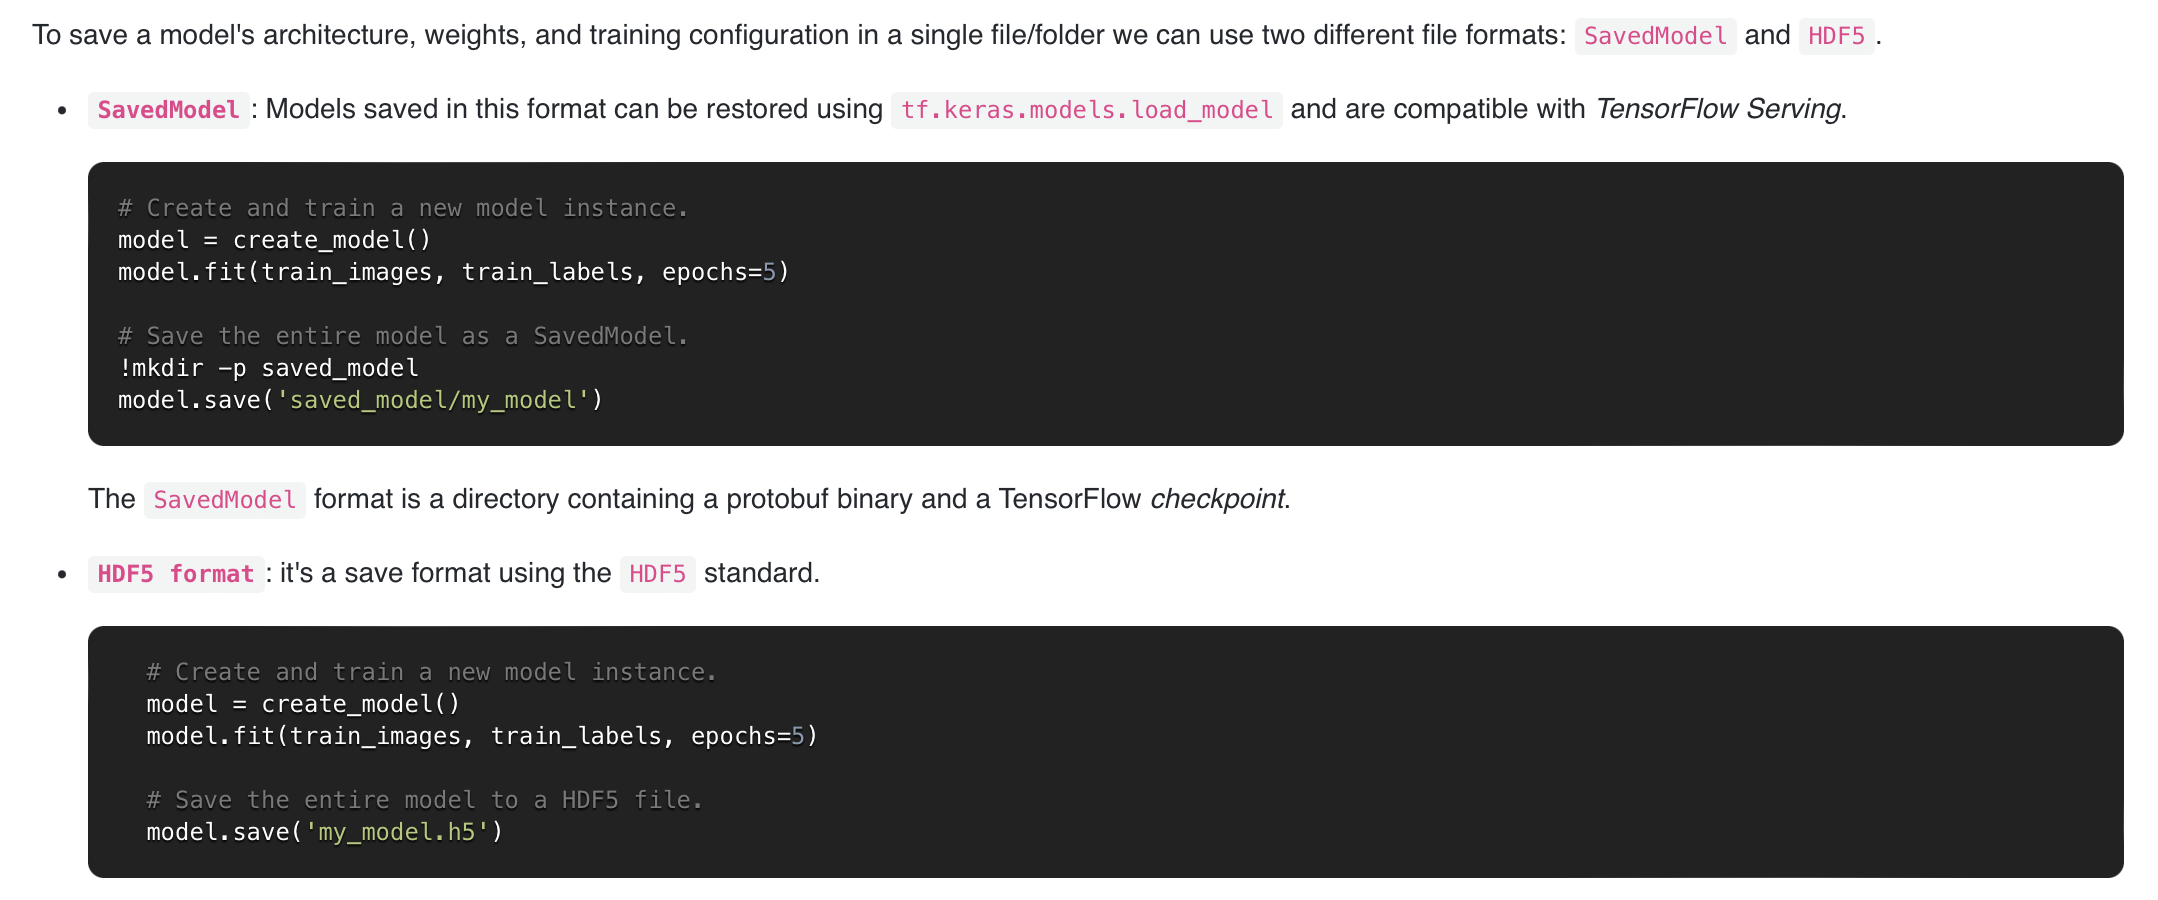 To save a model's architecture, weights, and training configuration in a single file/folder we can use two different file formats: SavedModel and HDF5.
• SavedModel: Models saved in this format can be restored using tf.keras.models.load_model and are compatible with TensorFlow Serving.
# Create and train a new model instance.
model = create_model()
model.fit(train_images, train_labels, epochs=5)
# Save the entire model as a SavedModel.
!mkdir -p saved_model
model.save('saved_model/my_model')
The SavedModel format is a directory containing a protobuf binary and a TensorFlow checkpoint.
• HDF5 format: it's a save format using the HDF5 standard.
# Create and train a new model instance.
model = create_model()
model.fit(train_images, train_labels, epochs=5)
# Save the entire model to a HDF5 file.
model.save('my_model.h5')